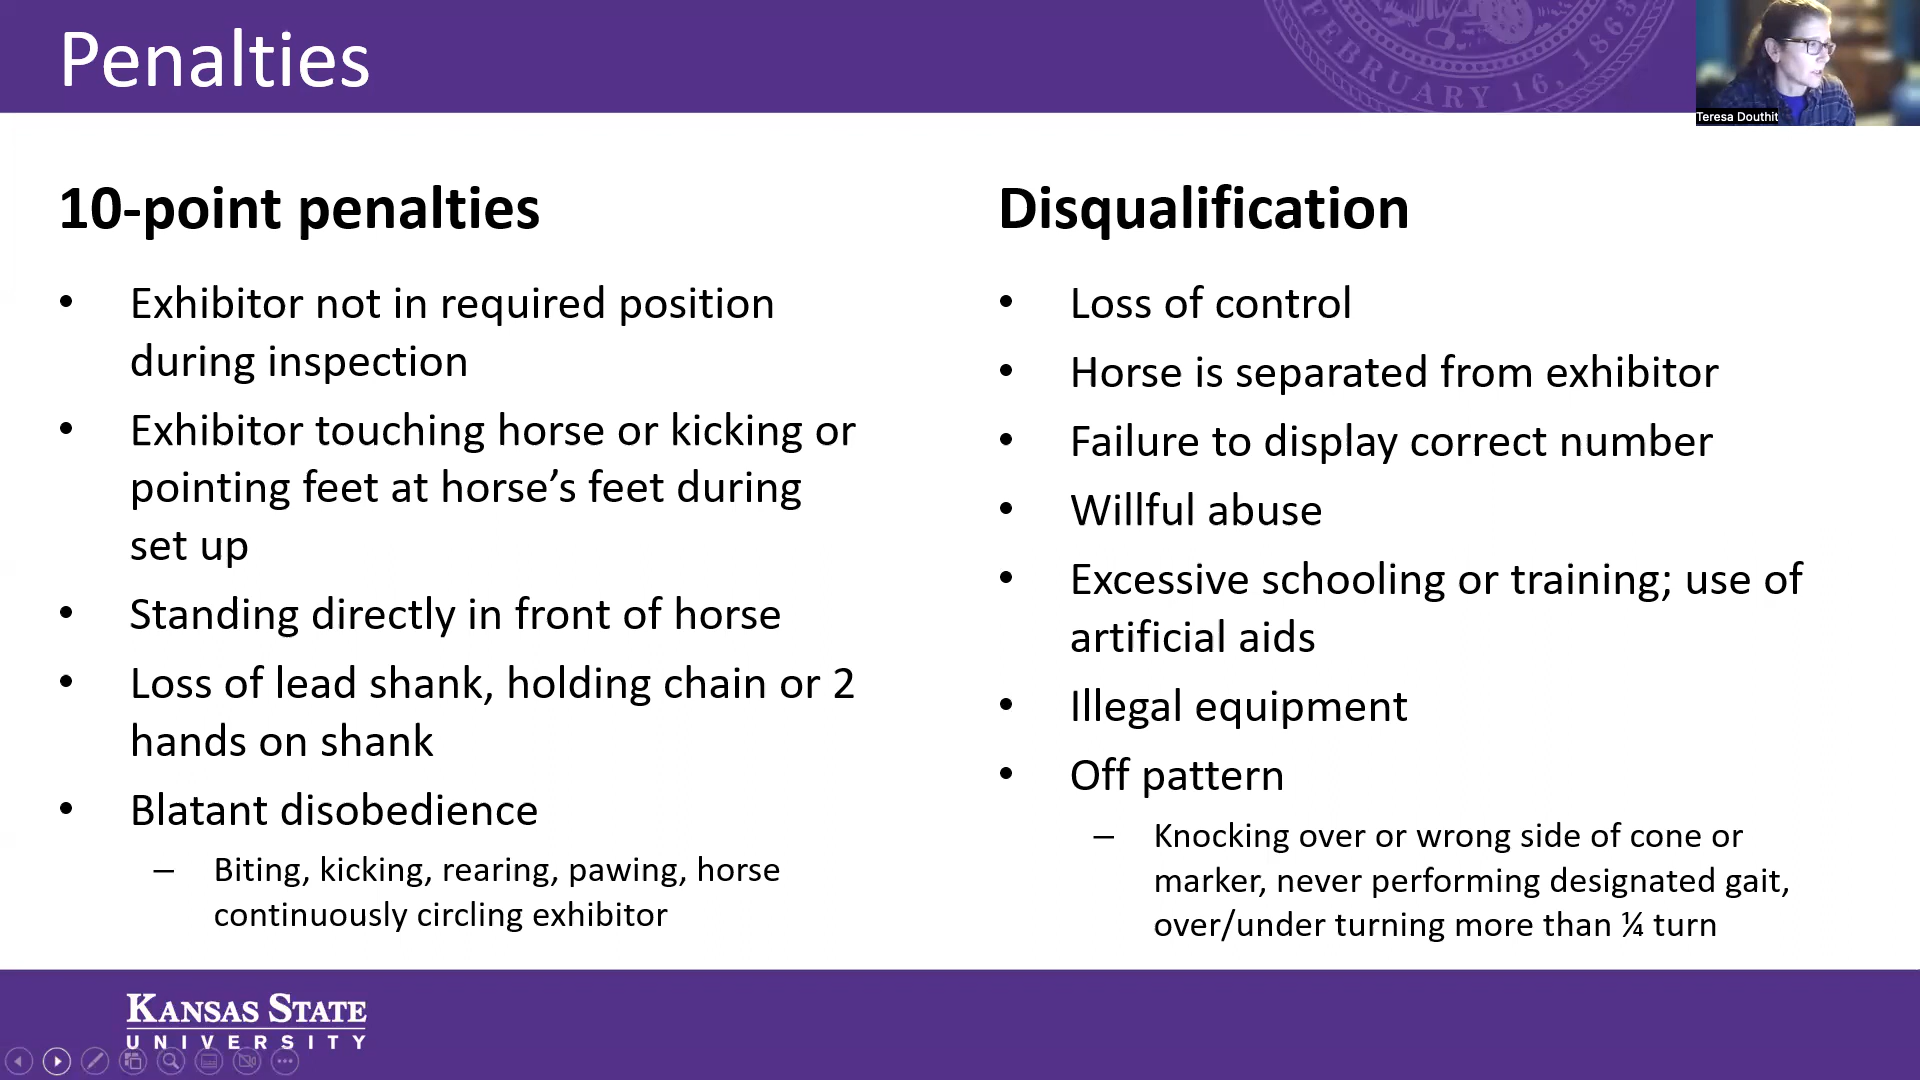 Penalties
FEBRUARY 16, 1863
Teresa Douthit
10-point penalties
• Exhibitor not in required position
during inspection
• Exhibitor touching horse or kicking or
pointing feet at horse’s feet during
set up
• Standing directly in front of horse
• Loss of lead shank, holding chain or 2
hands on shank
• Blatant disobedience
– Biting, kicking, rearing, pawing, horse
continuously circling exhibitor
Disqualification
• Loss of control
• Horse is separated from exhibitor
• Failure to display correct number
• Willful abuse
• Excessive schooling or training; use of
artificial aids
• Illegal equipment
• Off pattern
– Knocking over or wrong side of cone or
marker, never performing designated gait,
over/under turning more than ¼ turn
KANSAS STATE
UNIVERSITY